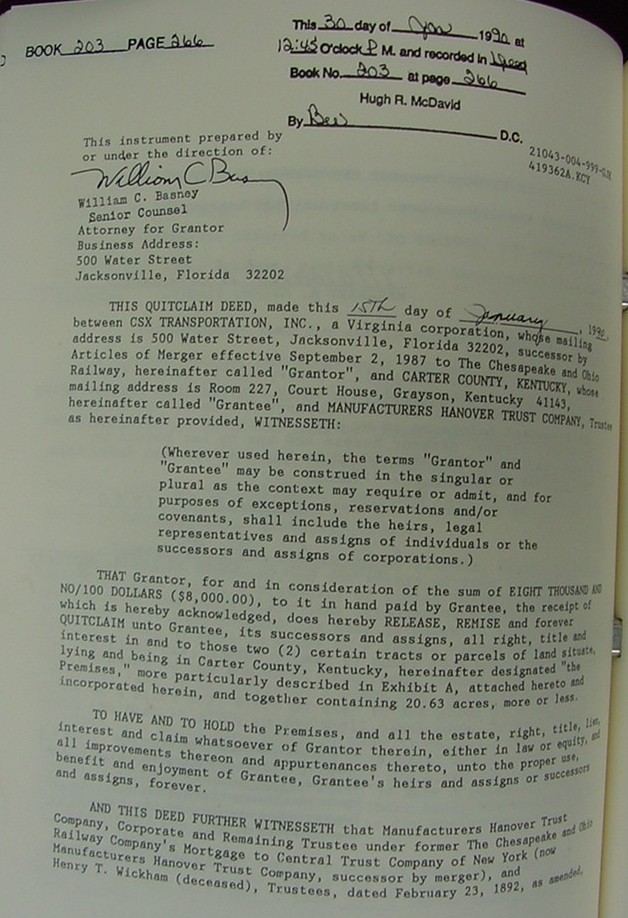 BOOK 203 PAGE 266
This 30 day of Jan 1990 at
12:45 O'clock P M. and recorded in Deed
Book No. 203 at page 266
Hugh R. McDavid
By D.C.
21043-004-999-
419362A.KCY
This instrument prepared by
or under the direction of:
William C Bas
William C. Basney
Senior Counsel
Attorney for Grantor
Business Address:
500 Water Street
Jacksonville, Florida 32202
THIS QUITCLAIM DEED, made this 15th day of January, 1990,
between CSX TRANSPORTATION, INC., a Virginia corporation, whose mailing
address is 500 Water Street, Jacksonville, Florida 32202, successor by
Articles of Merger effective September 2, 1987 to The Chesapeake and Ohio
Railway, hereinafter called "Grantor", and CARTER COUNTY, KENTUCKY, whose
mailing address is Room 227, Court House, Grayson, Kentucky 41143,
hereinafter called "Grantee", and MANUFACTURERS HANOVER TRUST COMPANY, Trustee
as hereinafter provided, WITNESSETH:
(Wherever used herein, the terms "Grantor" and
"Grantee" may be construed in the singular or
plural as the context may require or admit, and for
purposes of exceptions, reservations and/or
covenants, shall include the heirs, legal
representatives and assigns of individuals or the
successors and assigns of corporations.)
THAT Grantor, for and in consideration of the sum of EIGHT THOUSAND AND
NO/100 DOLLARS ($8,000.00), to it in hand paid by Grantee, the receipt of
which is hereby acknowledged, does hereby RELEASE, REMISE and forever
QUITCLAIM unto Grantee, its successors and assigns, all right, title and
interest in and to those two (2) certain tracts or parcels of land situate,
lying and being in Carter County, Kentucky, hereinafter designated "the
Premises," more particularly described in Exhibit A, attached hereto and
incorporated herein, and together containing 20.63 acres, more or less.
TO HAVE AND TO HOLD the Premises, and all the estate, right, title, lien,
interest and claim whatsoever of Grantor therein, either in law or equity, and
all improvements thereon and appurtenances thereto, unto the proper use,
benefit and enjoyment of Grantee, Grantee's heirs and assigns or successors
and assigns, forever.
AND THIS DEED FURTHER WITNESSETH that Manufacturers Hanover Trust
Company, Corporate and Remaining Trustee under former The Chesapeake and Ohio
Railway Company's Mortgage to Central Trust Company of New York (now
Manufacturers Hanover Trust Company, successor by merger), and
Henry T. Wickham (deceased), Trustees, dated February 23, 1892, as amended,